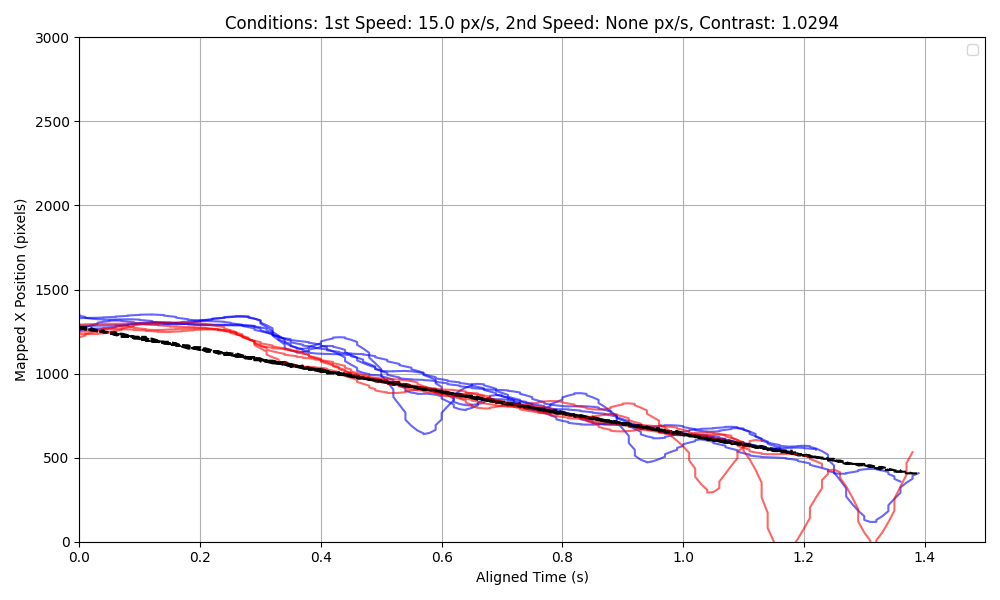 Conditions: 1st Speed: 15.0 px/s, 2nd Speed: None px/s, Contrast: 1.0294
3000
2500
2000
1500
1000
500
0
Mapped X Position (pixels)
0.0 0.2 0.4 0.6 0.8 1.0 1.2 1.4
Aligned Time (s)